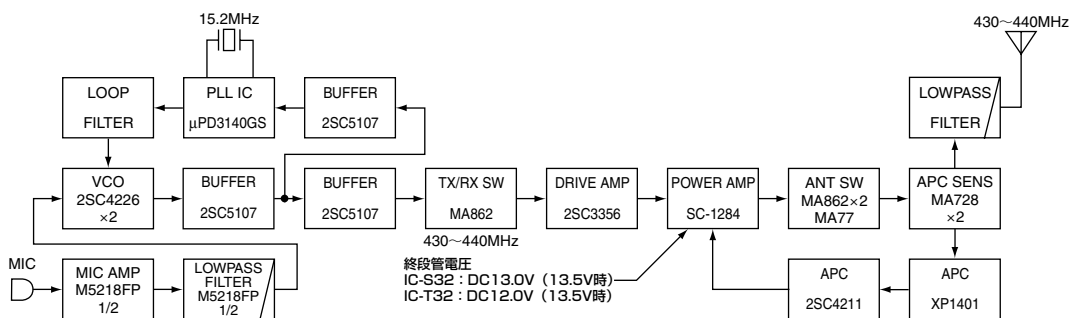 15.2MHz
430～440MHz
LOOP
FILTER
PLL IC
μPD3140GS
BUFFER
2SC5107
LOWPASS
FILTER
VCO
2SC4226
×2
BUFFER
2SC5107
BUFFER
2SC5107
TX/RX SW
MA862
430～440MHz
DRIVE AMP
2SC3356
POWER AMP
SC-1284
ANT SW
MA862×2
MA77
APC SENS
MA728
×2
MIC
MIC AMP
M5218FP
1/2
LOWPASS
FILTER
M5218FP
1/2
終段管電圧
IC-S32：DC13.0V（13.5V時）
IC-T32：DC12.0V（13.5V時）
APC
2SC4211
APC
XP1401